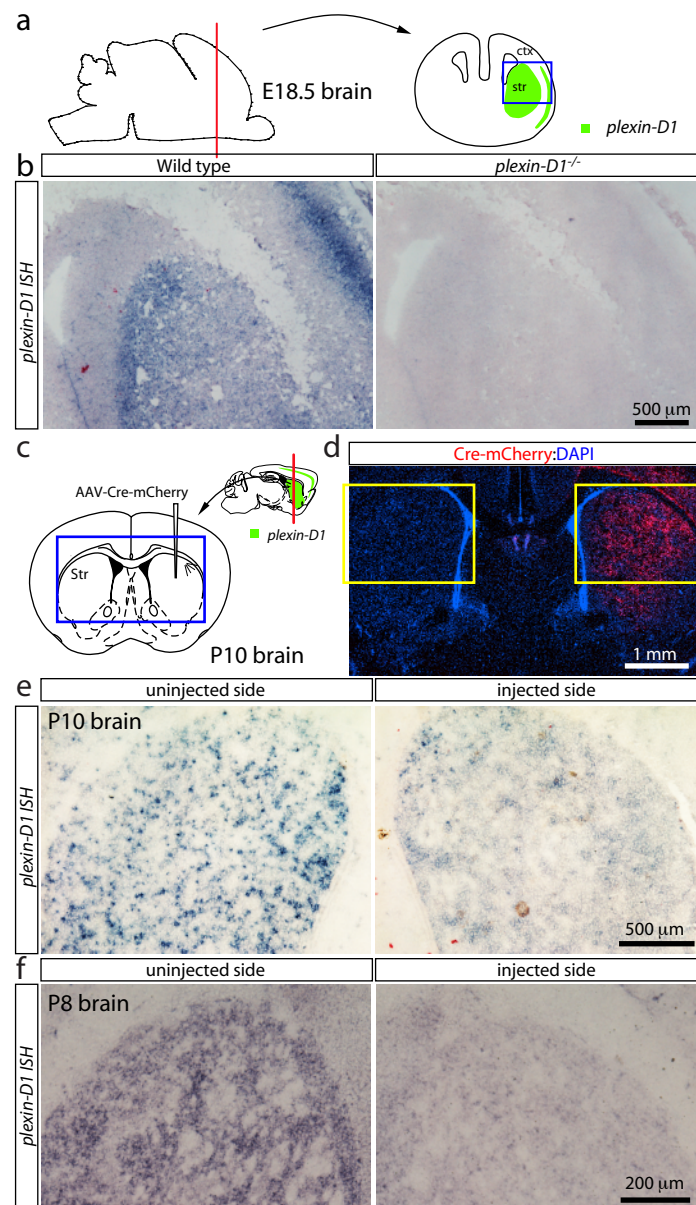 a
E18.5 brain
ctx
str
plexin-D1
b
Wild type
plexin-D1-/-
plexin-D1 ISH
500 μm
c
AAV-Cre-mCherry
plexin-D1
Str
P10 brain
d
Cre-mCherry:DAPI
1 mm
e
uninjected side
injected side
plexin-D1 ISH
P10 brain
500 μm
f
uninjected side
injected side
plexin-D1 ISH
P8 brain
200 μm